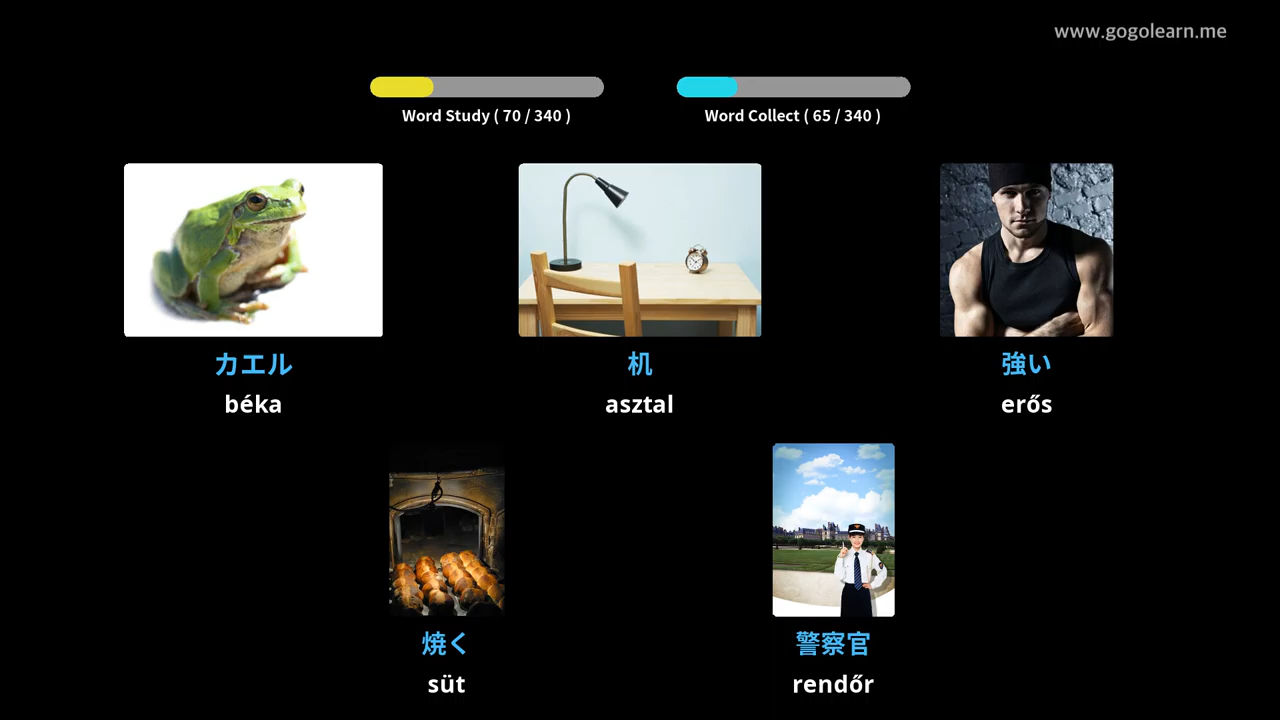 www.gogolearn.me
Word Study ( 70 / 340 )
Word Collect ( 65 / 340 )
カエル
béka
机
asztal
強い
erős
焼く
süt
警察官
rendőr